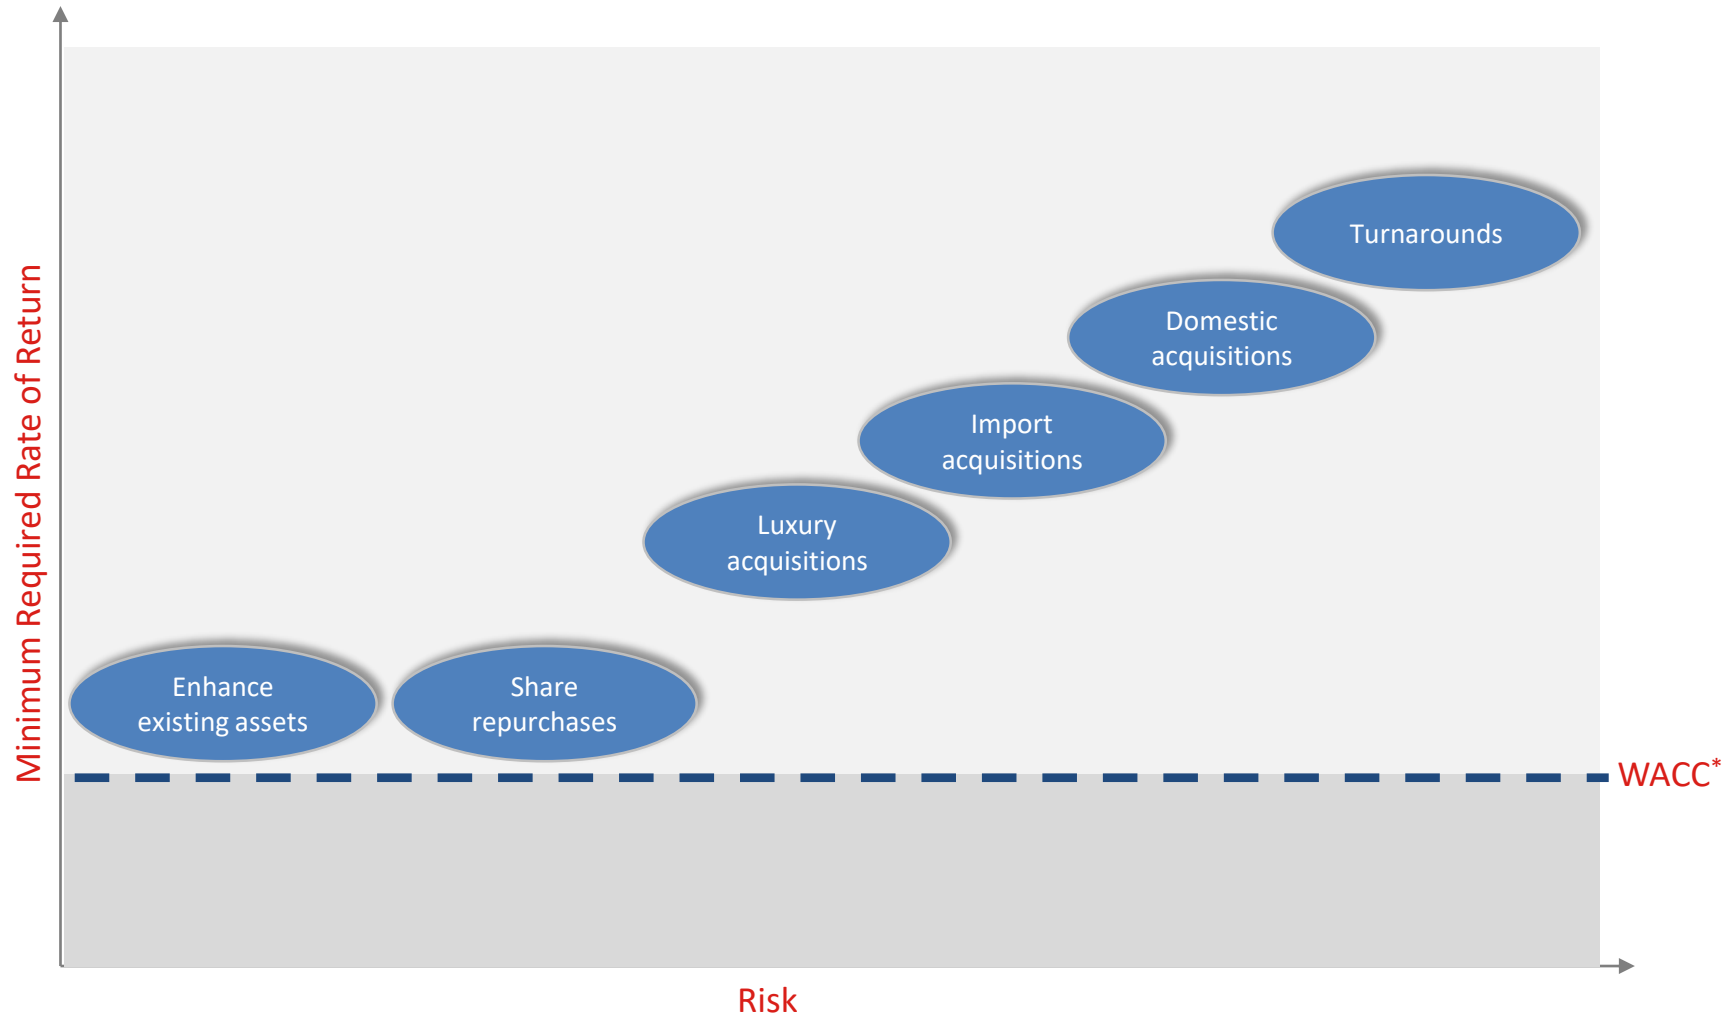 Minimum Required Rate of Return
Turnarounds
Domestic
acquisitions
Import
acquisitions
Luxury
acquisitions
Enhance
existing assets
Share
repurchases
WACC*
Risk